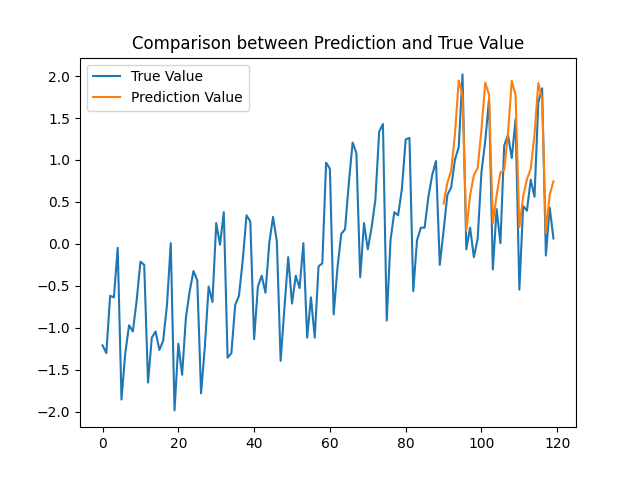 Comparison between Prediction and True Value
True Value
Prediction Value
2.0
1.5
1.0
0.5
0.0
−0.5
−1.0
−1.5
−2.0
0 20 40 60 80 100 120